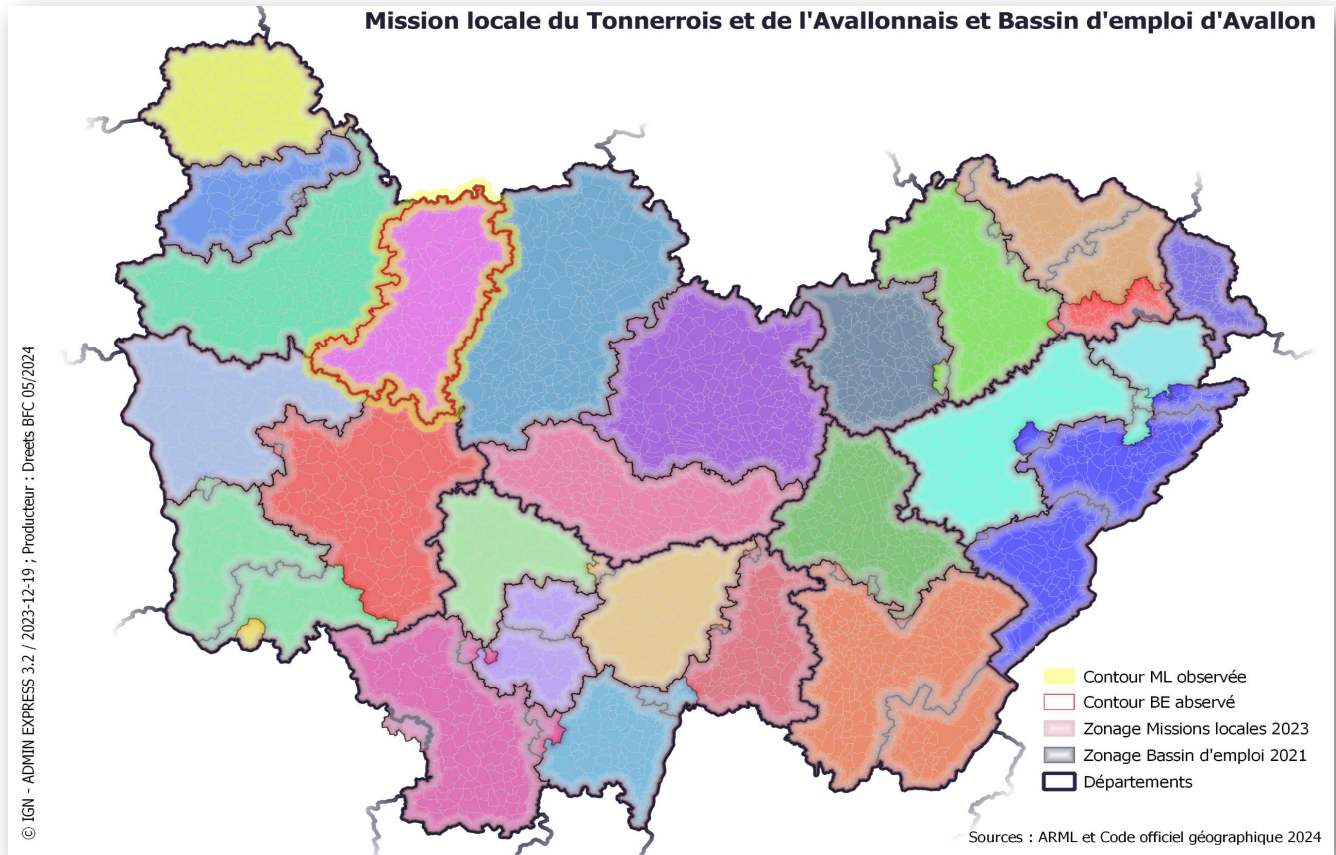 Mission locale du Tonnerrois et de l'Avallonnais et Bassin d'emploi d'Avallon
© IGN - ADMIN EXPRESS 3.2 / 2023-12-19 ; Producteur : Dreets BFC 05/2024
Contour ML observée
Contour BE abservé
Zonage Missions locales 2023
Zonage Bassin d'emploi 2021
Départements
Sources : ARML et Code officiel géographique 2024